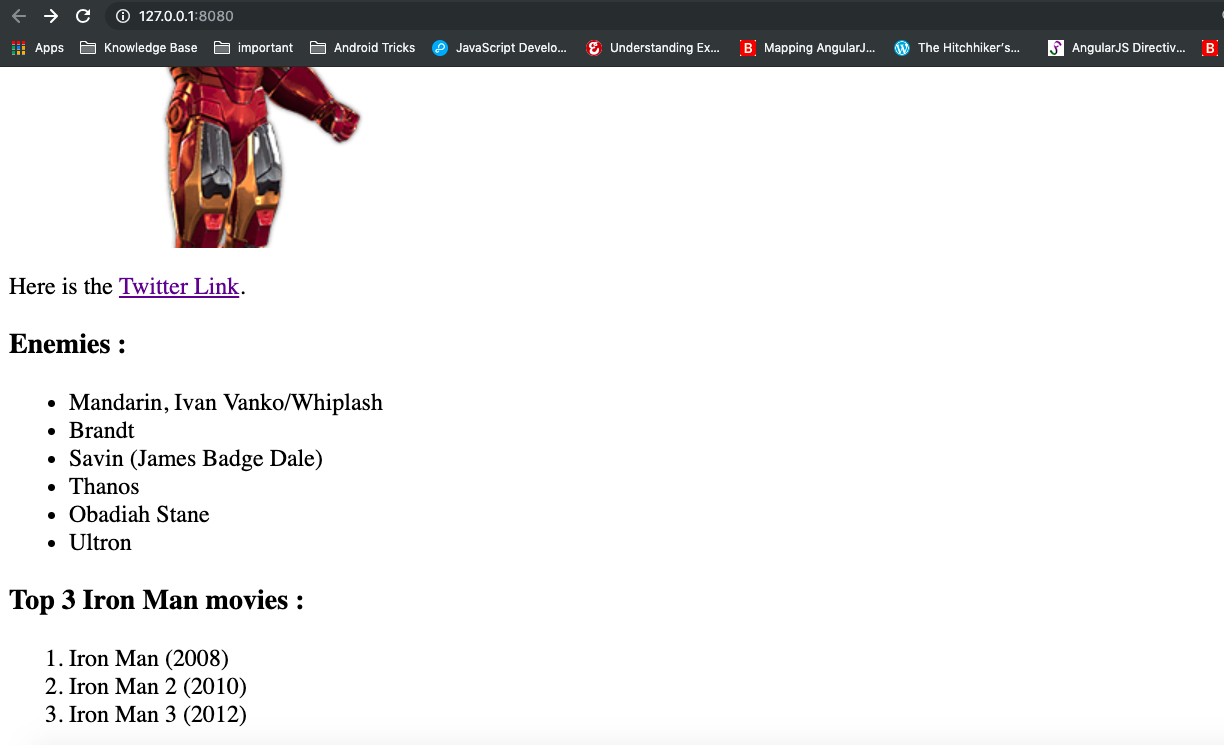 127.0.0.1:8080
Apps Knowledge Base important Android Tricks JavaScript Develo... Understanding Ex... Mapping AngularJ... The Hitchhiker's... AngularJS Directiv...
Here is the Twitter Link.
Enemies :
• Mandarin, Ivan Vanko/Whiplash
• Brandt
• Savin (James Badge Dale)
• Thanos
• Obadiah Stane
• Ultron
Top 3 Iron Man movies :
1. Iron Man (2008)
2. Iron Man 2 (2010)
3. Iron Man 3 (2012)